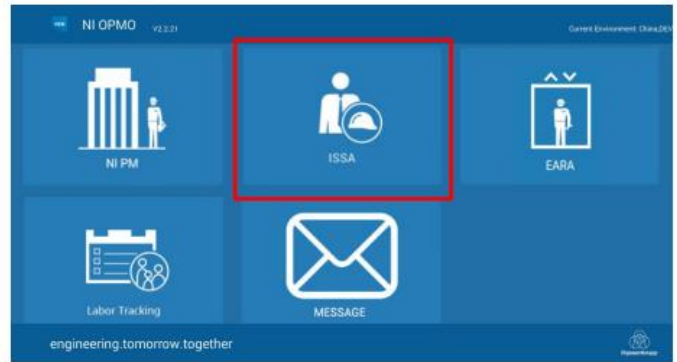 NI OPMO V2.2.21
Current Environment: China,DEV
NI PM
ISSA
EARA
Labor Tracking
MESSAGE
engineering.tomorrow.together